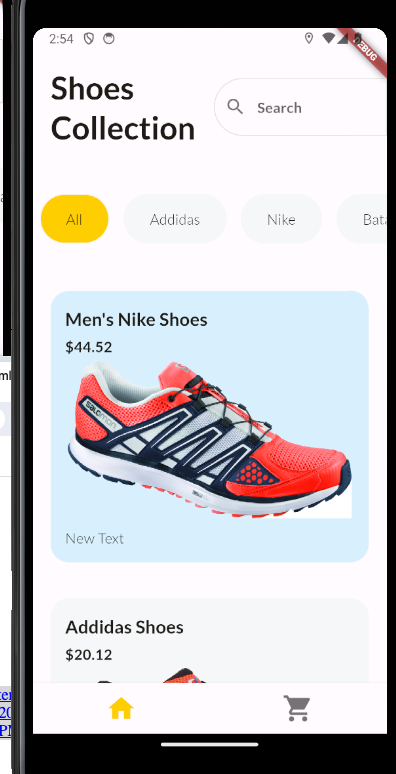 2:54
DEBUG
Shoes
Collection
Search
All
Addidas
Nike
Bata
Men's Nike Shoes
$44.52
SALOMON
New Text
Addidas Shoes
$20.12